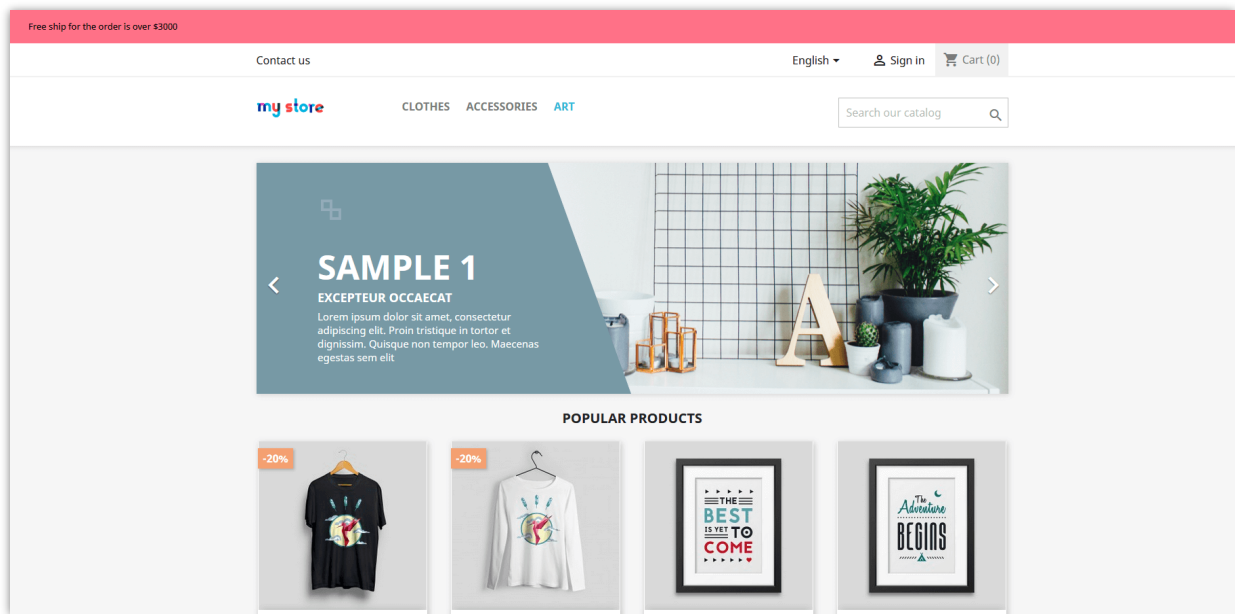 Free ship for the order is over $3000
Contact us
English
Sign in
Cart (0)
my store
CLOTHES
ACCESSORIES
ART
Search our catalog
SAMPLE 1
EXCEPTEUR OCCAECAT
Lorem ipsum dolor sit amet, consectetur
adipiscing elit. Proin tristique in tortor et
dignissim. Quisque non tempor leo. Maecenas
egestas sem elit
A
POPULAR PRODUCTS
-20%
-20%
THE
BEST
IS YET TO
COME
The
Adventure
BEGINS